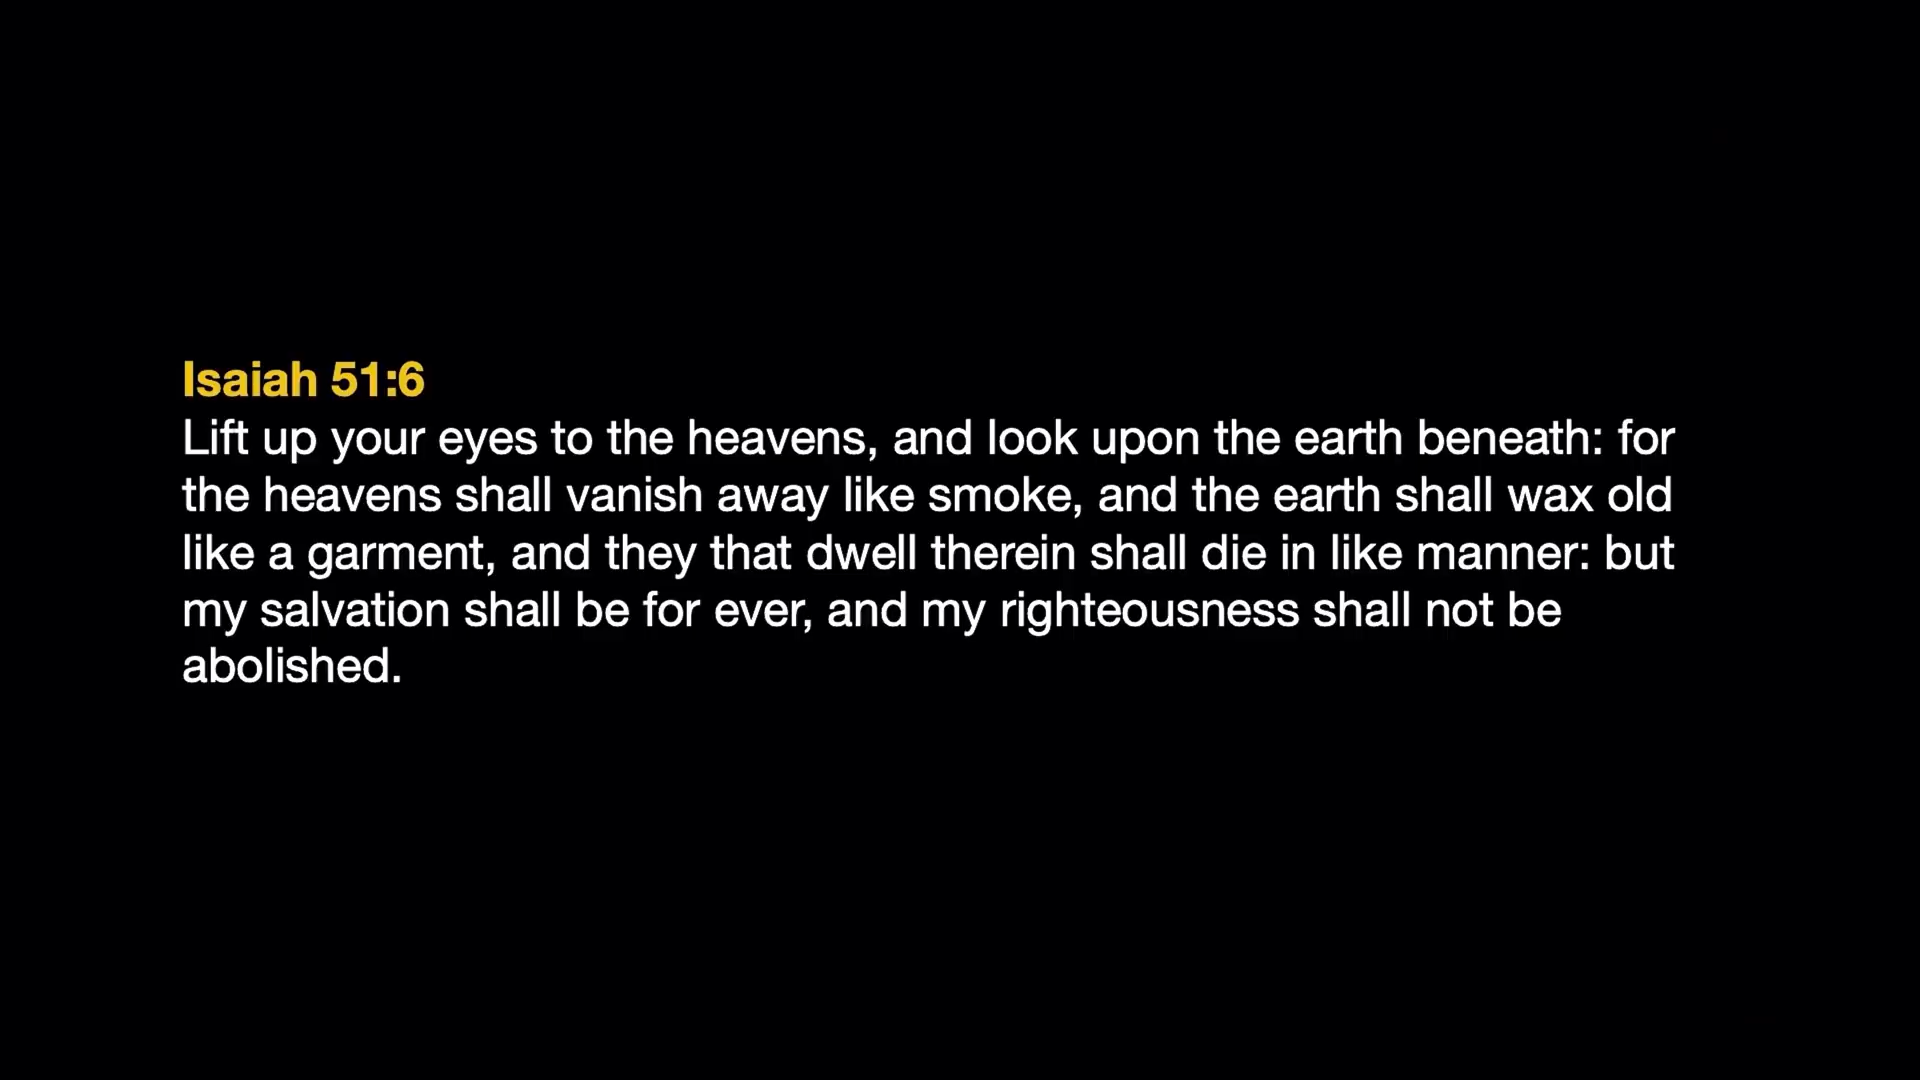 Isaiah 51:6
Lift up your eyes to the heavens, and look upon the earth beneath: for
the heavens shall vanish away like smoke, and the earth shall wax old
like a garment, and they that dwell therein shall die in like manner: but
my salvation shall be for ever, and my righteousness shall not be
abolished.